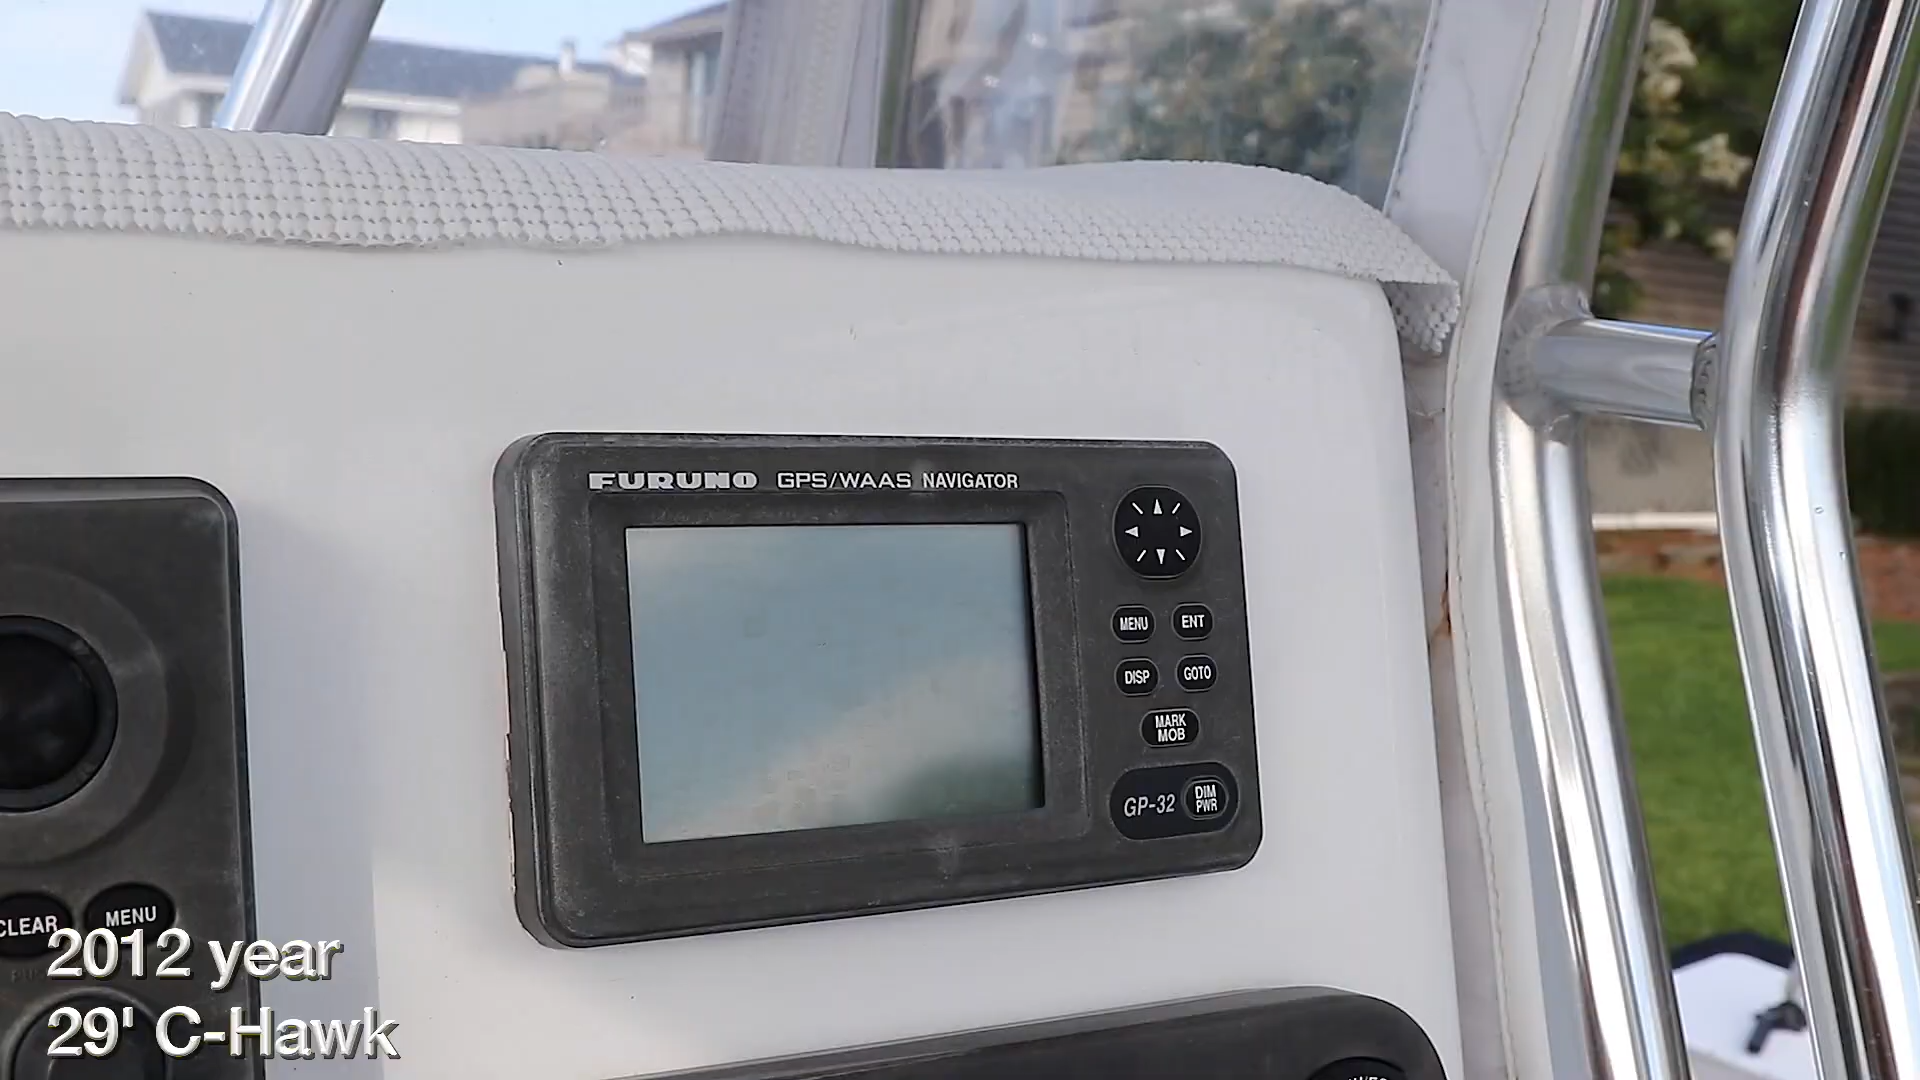 FURUNO GPS/WAAS NAVIGATOR
MENU ENT
DISP GOTO
MARK
MOB
GP-32 DIM
PWR
CLEAR MENU
2012 year
29' C-Hawk